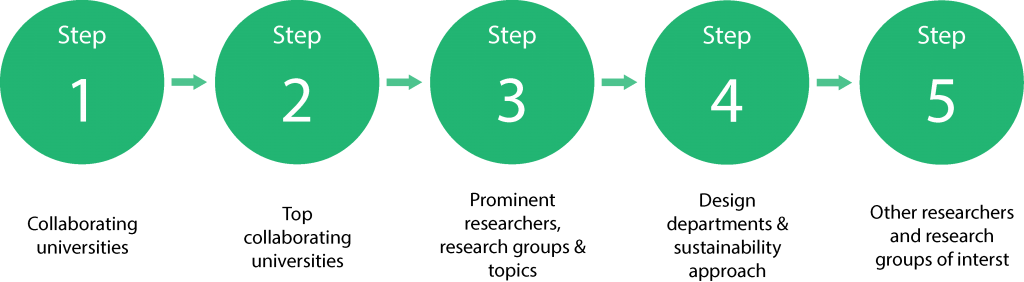 Step
1
Step
2
Step
3
Step
4
Step
5
Collaborating
universities
Top
collaborating
universities
Prominent
researchers,
research groups &
topics
Design
departments &
sustainability
approach
Other researchers
and research
groups of interst